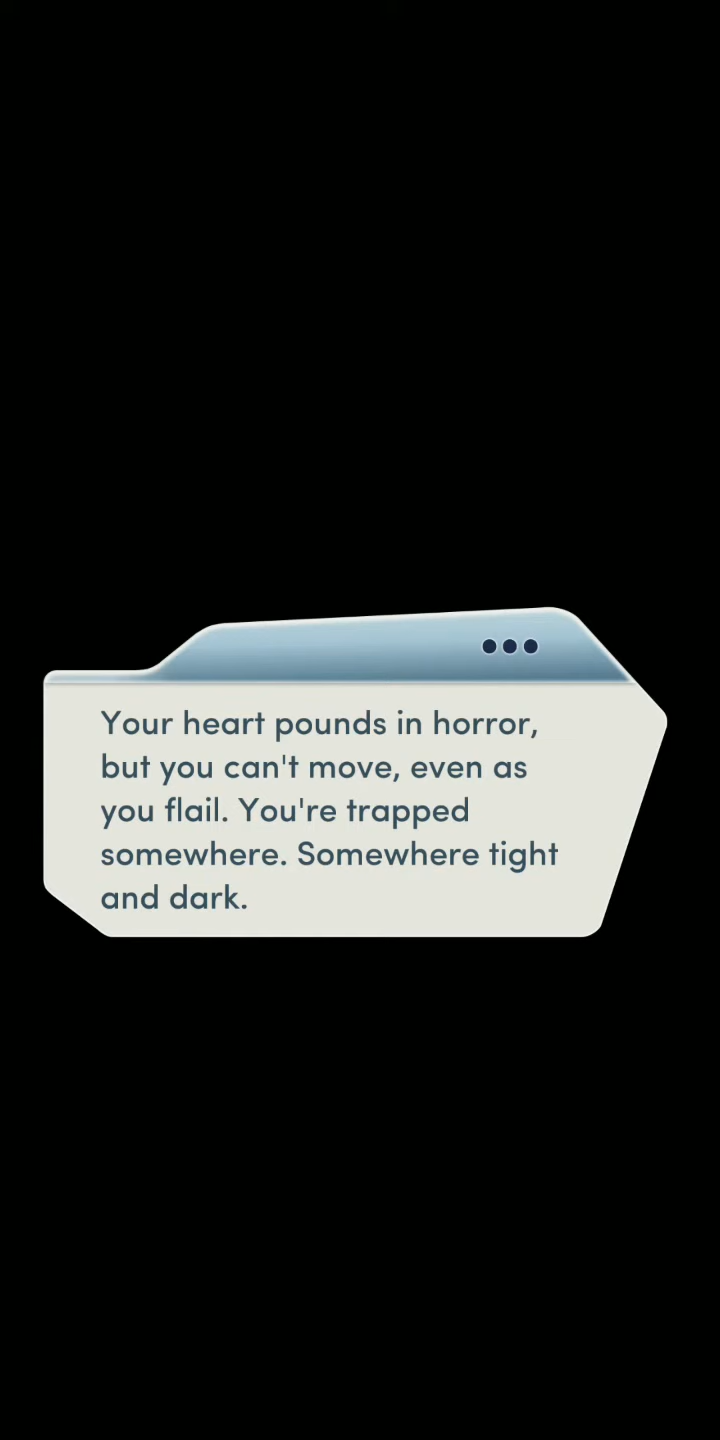 Your heart pounds in horror,
but you can't move, even as
you flail. You're trapped
somewhere. Somewhere tight
and dark.